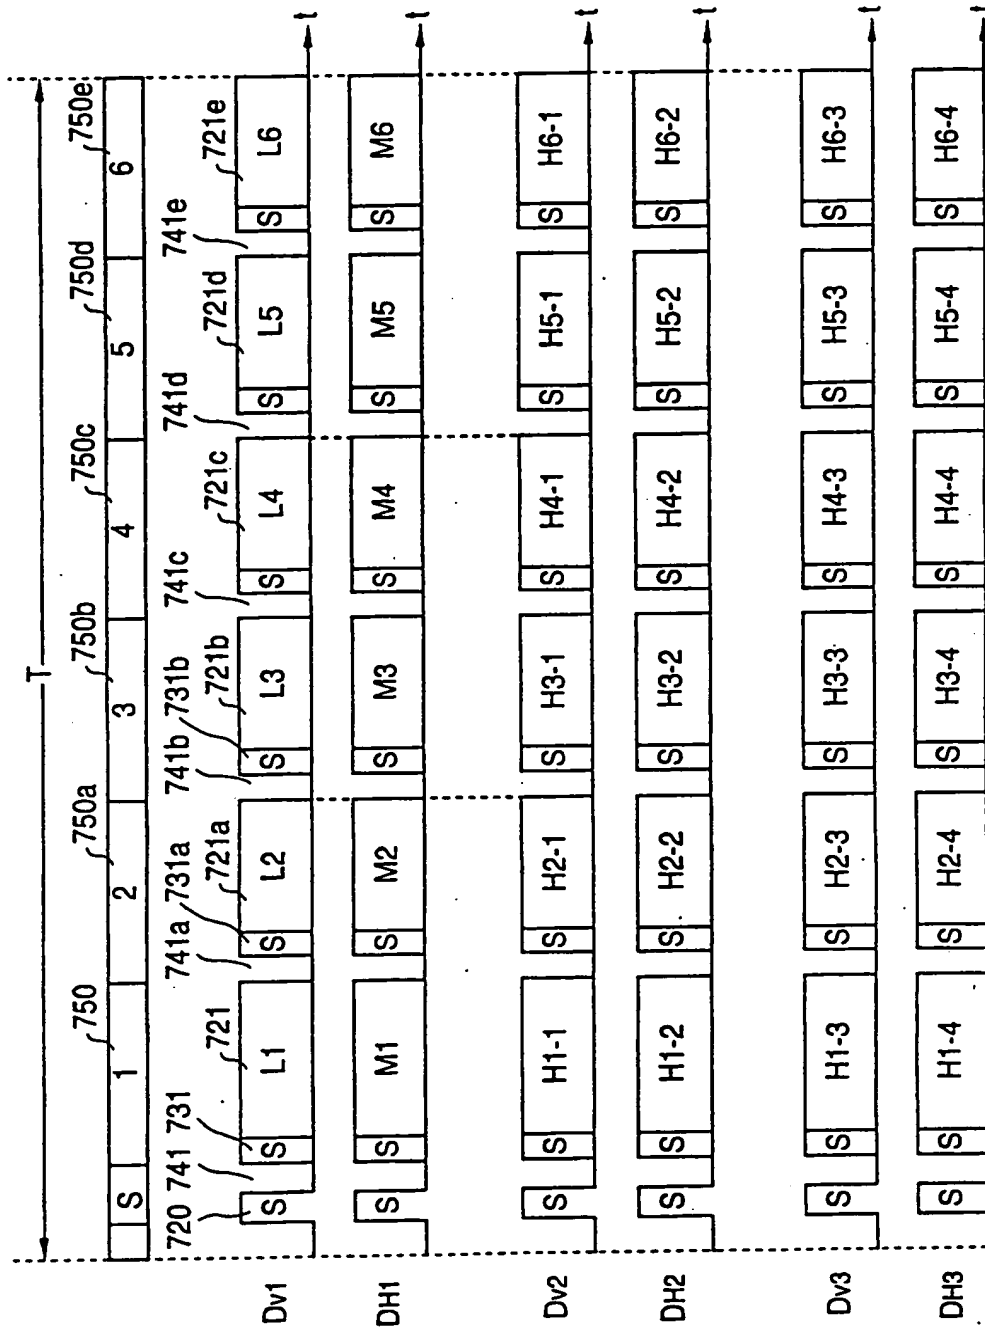 T
750 750a 750b 750c 750d 750e
S 1 2 3 4 5 6
720 741 731 721 741a 731a 721a 741b 731b 721b 741c 721c 741d 721d 741e 721e
Dv1 S S L1 S L2 S L3 S L4 S L5 S L6 t
DH1 S S M1 S M2 S M3 S M4 S M5 S M6 t
Dv2 S S H1-1 S H2-1 S H3-1 S H4-1 S H5-1 S H6-1 t
DH2 S S H1-2 S H2-2 S H3-2 S H4-2 S H5-2 S H6-2 t
Dv3 S S H1-3 S H2-3 S H3-3 S H4-3 S H5-3 S H6-3 t
DH3 S S H1-4 S H2-4 S H3-4 S H4-4 S H5-4 S H6-4 t